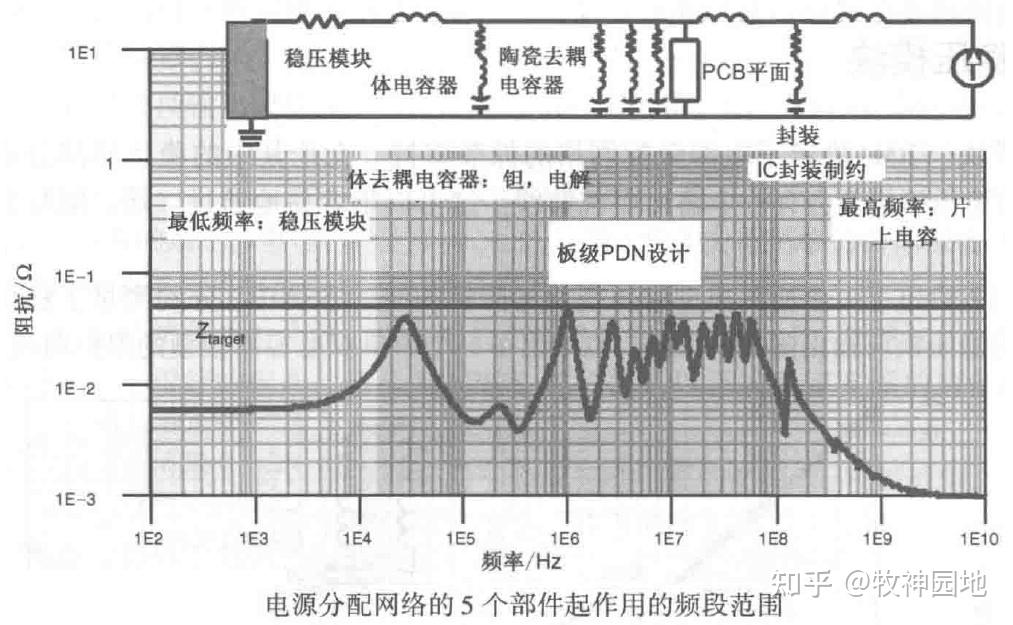 稳压模块
体电容器
陶瓷去耦
电容器
PCB平面
封装
1E1
1
1E-1
1E-2
1E-3
阻抗/Ω
体去耦电容器：钽，电解
IC封装制约
最低频率：稳压模块
最高频率：片
上电容
板级PDN设计
Ztarget
1E2 1E3 1E4 1E5 1E6 1E7 1E8 1E9 1E10
频率/Hz
知乎 @牧神园地
电源分配网络的 5 个部件起作用的频段范围